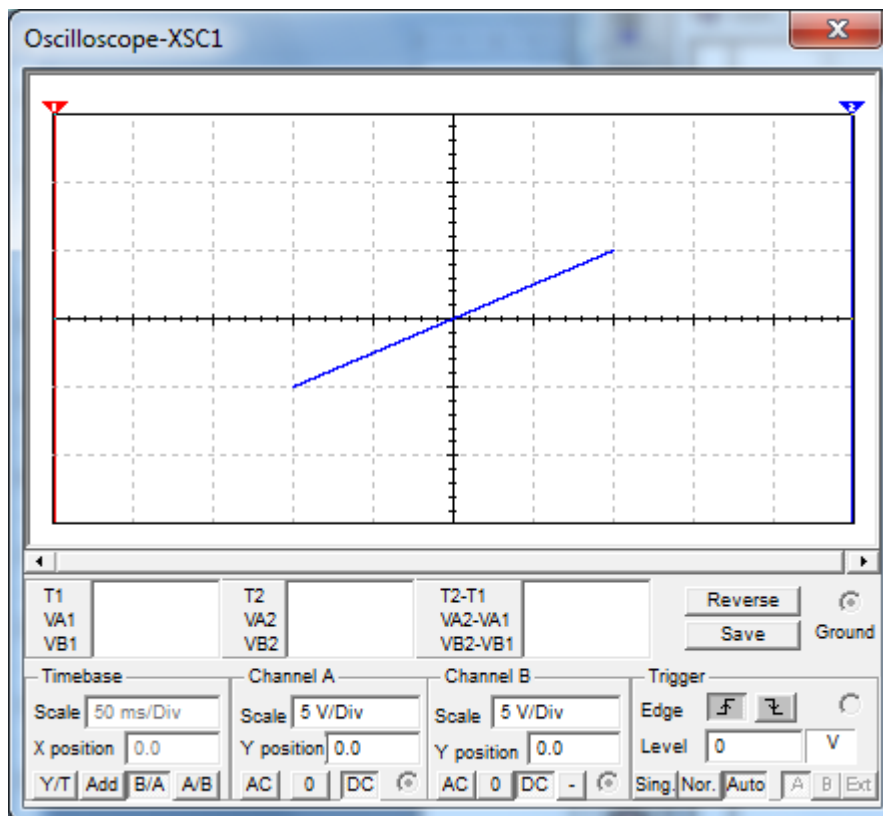 Oscilloscope-XSC1
1 2
T1
VA1
VB1
T2
VA2
VB2
T2-T1
VA2-VA1
VB2-VB1
Reverse
Save
Ground
Timebase
Scale 50 ms/Div
X position 0.0
Y/T Add B/A A/B
Channel A
Scale 5 V/Div
Y position 0.0
AC 0 DC
Channel B
Scale 5 V/Div
Y position 0.0
AC 0 DC -
Trigger
Edge
Level 0 V
Sing. Nor. Auto A B Ext